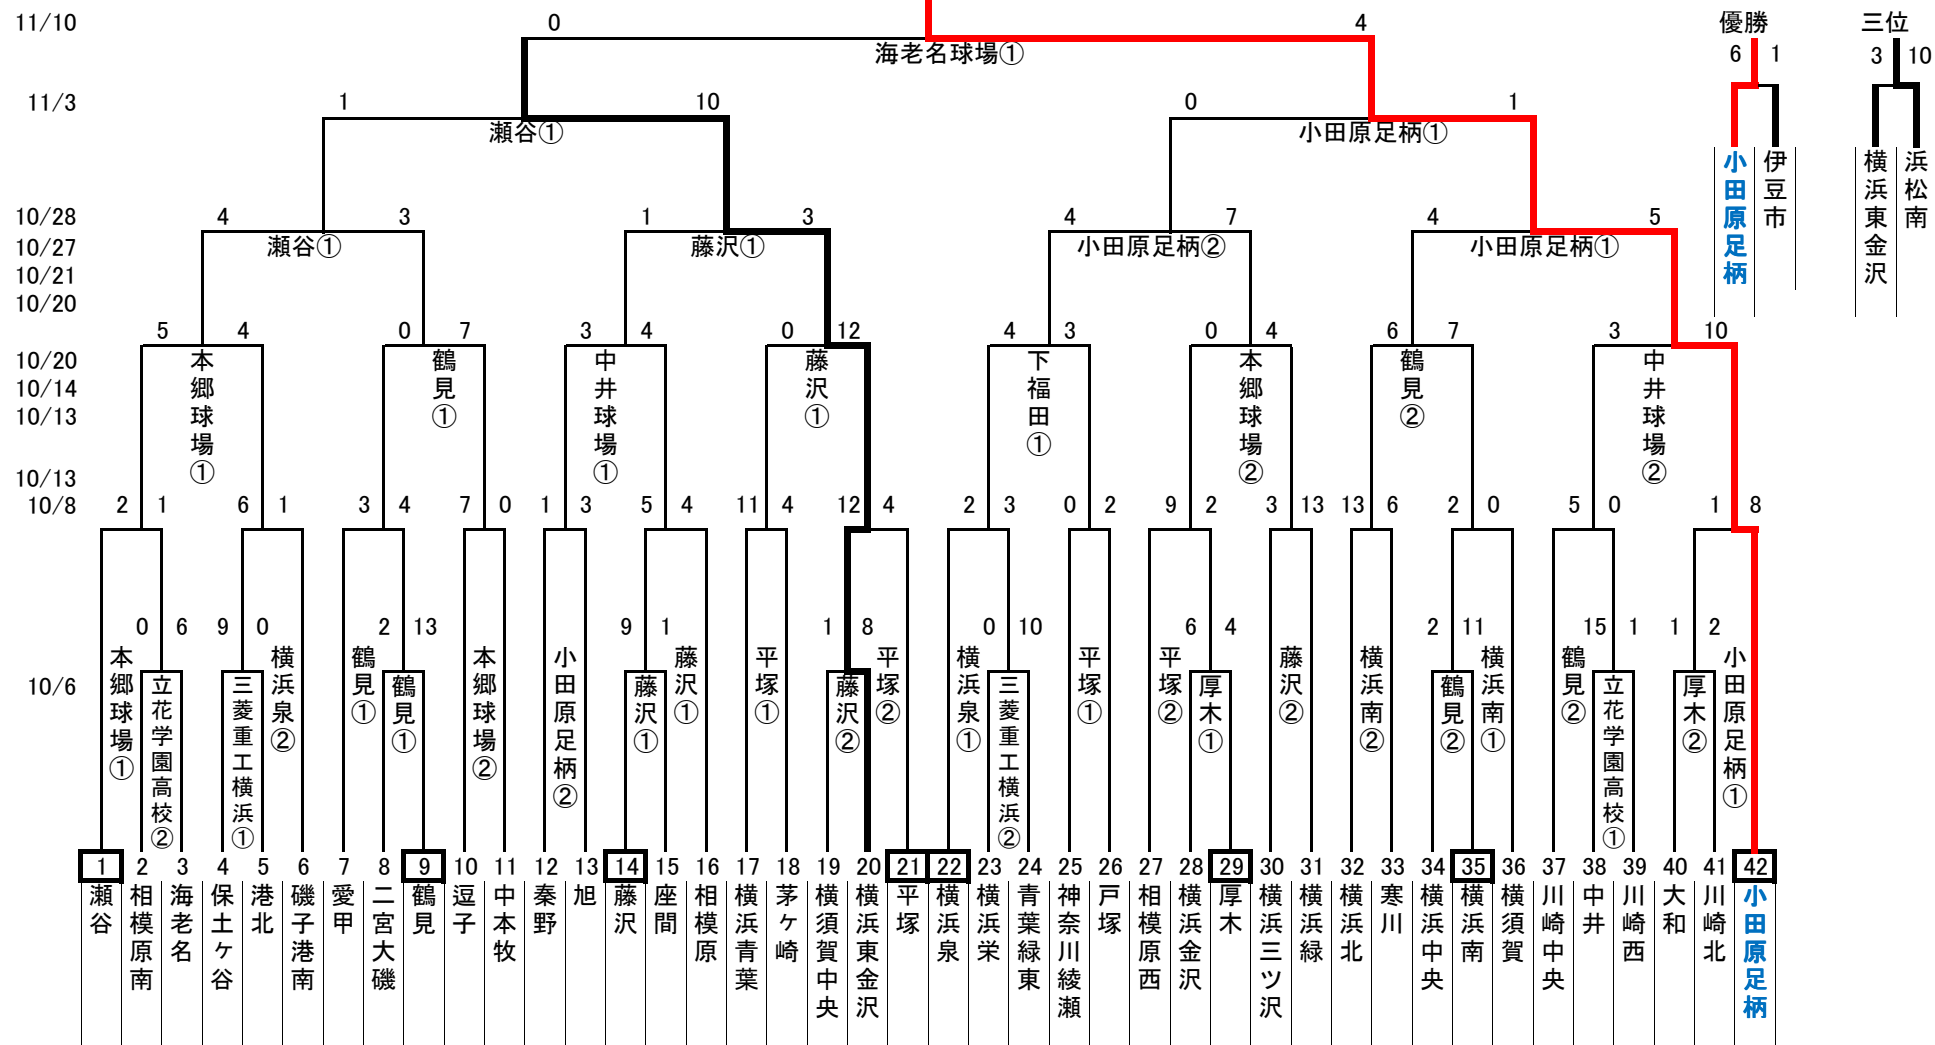 11/10 0 4 優勝 三位
海老名球場① 6 1 3 10
11/3 1 10 0 1
瀬谷① 小田原足柄①
小田原足柄
伊豆市
横浜東金沢
浜松南
10/28 4 3 1 3 4 7 4 5
10/27 瀬谷① 藤沢① 小田原足柄② 小田原足柄①
10/21
10/20
5 4 0 7 3 4 0 12 4 3 0 4 6 7 3 10
10/20
10/14
10/13
本郷球場①
鶴見①
中井球場①
藤沢①
下福田①
本郷球場②
鶴見②
中井球場②
10/13
10/8 2 1 6 1 3 4 7 0 1 3 5 4 11 4 12 4 2 3 0 2 9 2 3 13 13 6 2 0 5 0 1 8
0 6 9 0 2 13 9 1 1 8 0 10 6 4 2 11 15 1 1 2
10/6
本郷球場①
立花学園高校②
三菱重工横浜①
横浜泉②
鶴見①
鶴見①
本郷球場②
小田原足柄②
藤沢①
藤沢①
平塚①
藤沢②
平塚②
横浜泉①
三菱重工横浜②
平塚①
平塚②
厚木①
藤沢②
横浜南②
鶴見②
横浜南①
鶴見②
立花学園高校①
厚木②
小田原足柄①
1 2 3 4 5 6 7 8 9 10 11 12 13 14 15 16 17 18 19 20 21 22 23 24 25 26 27 28 29 30 31 32 33 34 35 36 37 38 39 40 41 42
瀬谷
相模原南
海老名
保土ヶ谷
港北
磯子港南
愛甲
二宮大磯
鶴見
逗子
中本牧
秦野
旭
藤沢
座間
相模原
横浜青葉
茅ヶ崎
横須賀中央
横浜東金沢
平塚
横浜泉
横浜栄
青葉緑東
神奈川綾瀬
戸塚
相模原西
横浜金沢
厚木
横浜三ツ沢
横浜緑
横浜北
寒川
横浜中央
横浜南
横須賀
川崎中央
中井
川崎西
大和
川崎北
小田原足柄